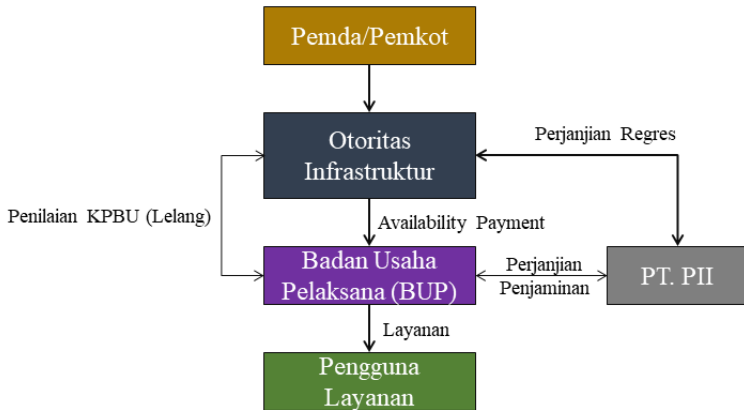 Pemda/Pemkot
Otoritas
Infrastruktur
Perjanjian Regres
Penilaian KPBU (Lelang)
Availability Payment
Badan Usaha
Pelaksana (BUP)
Perjanjian
Penjaminan
PT. PII
Layanan
Pengguna
Layanan